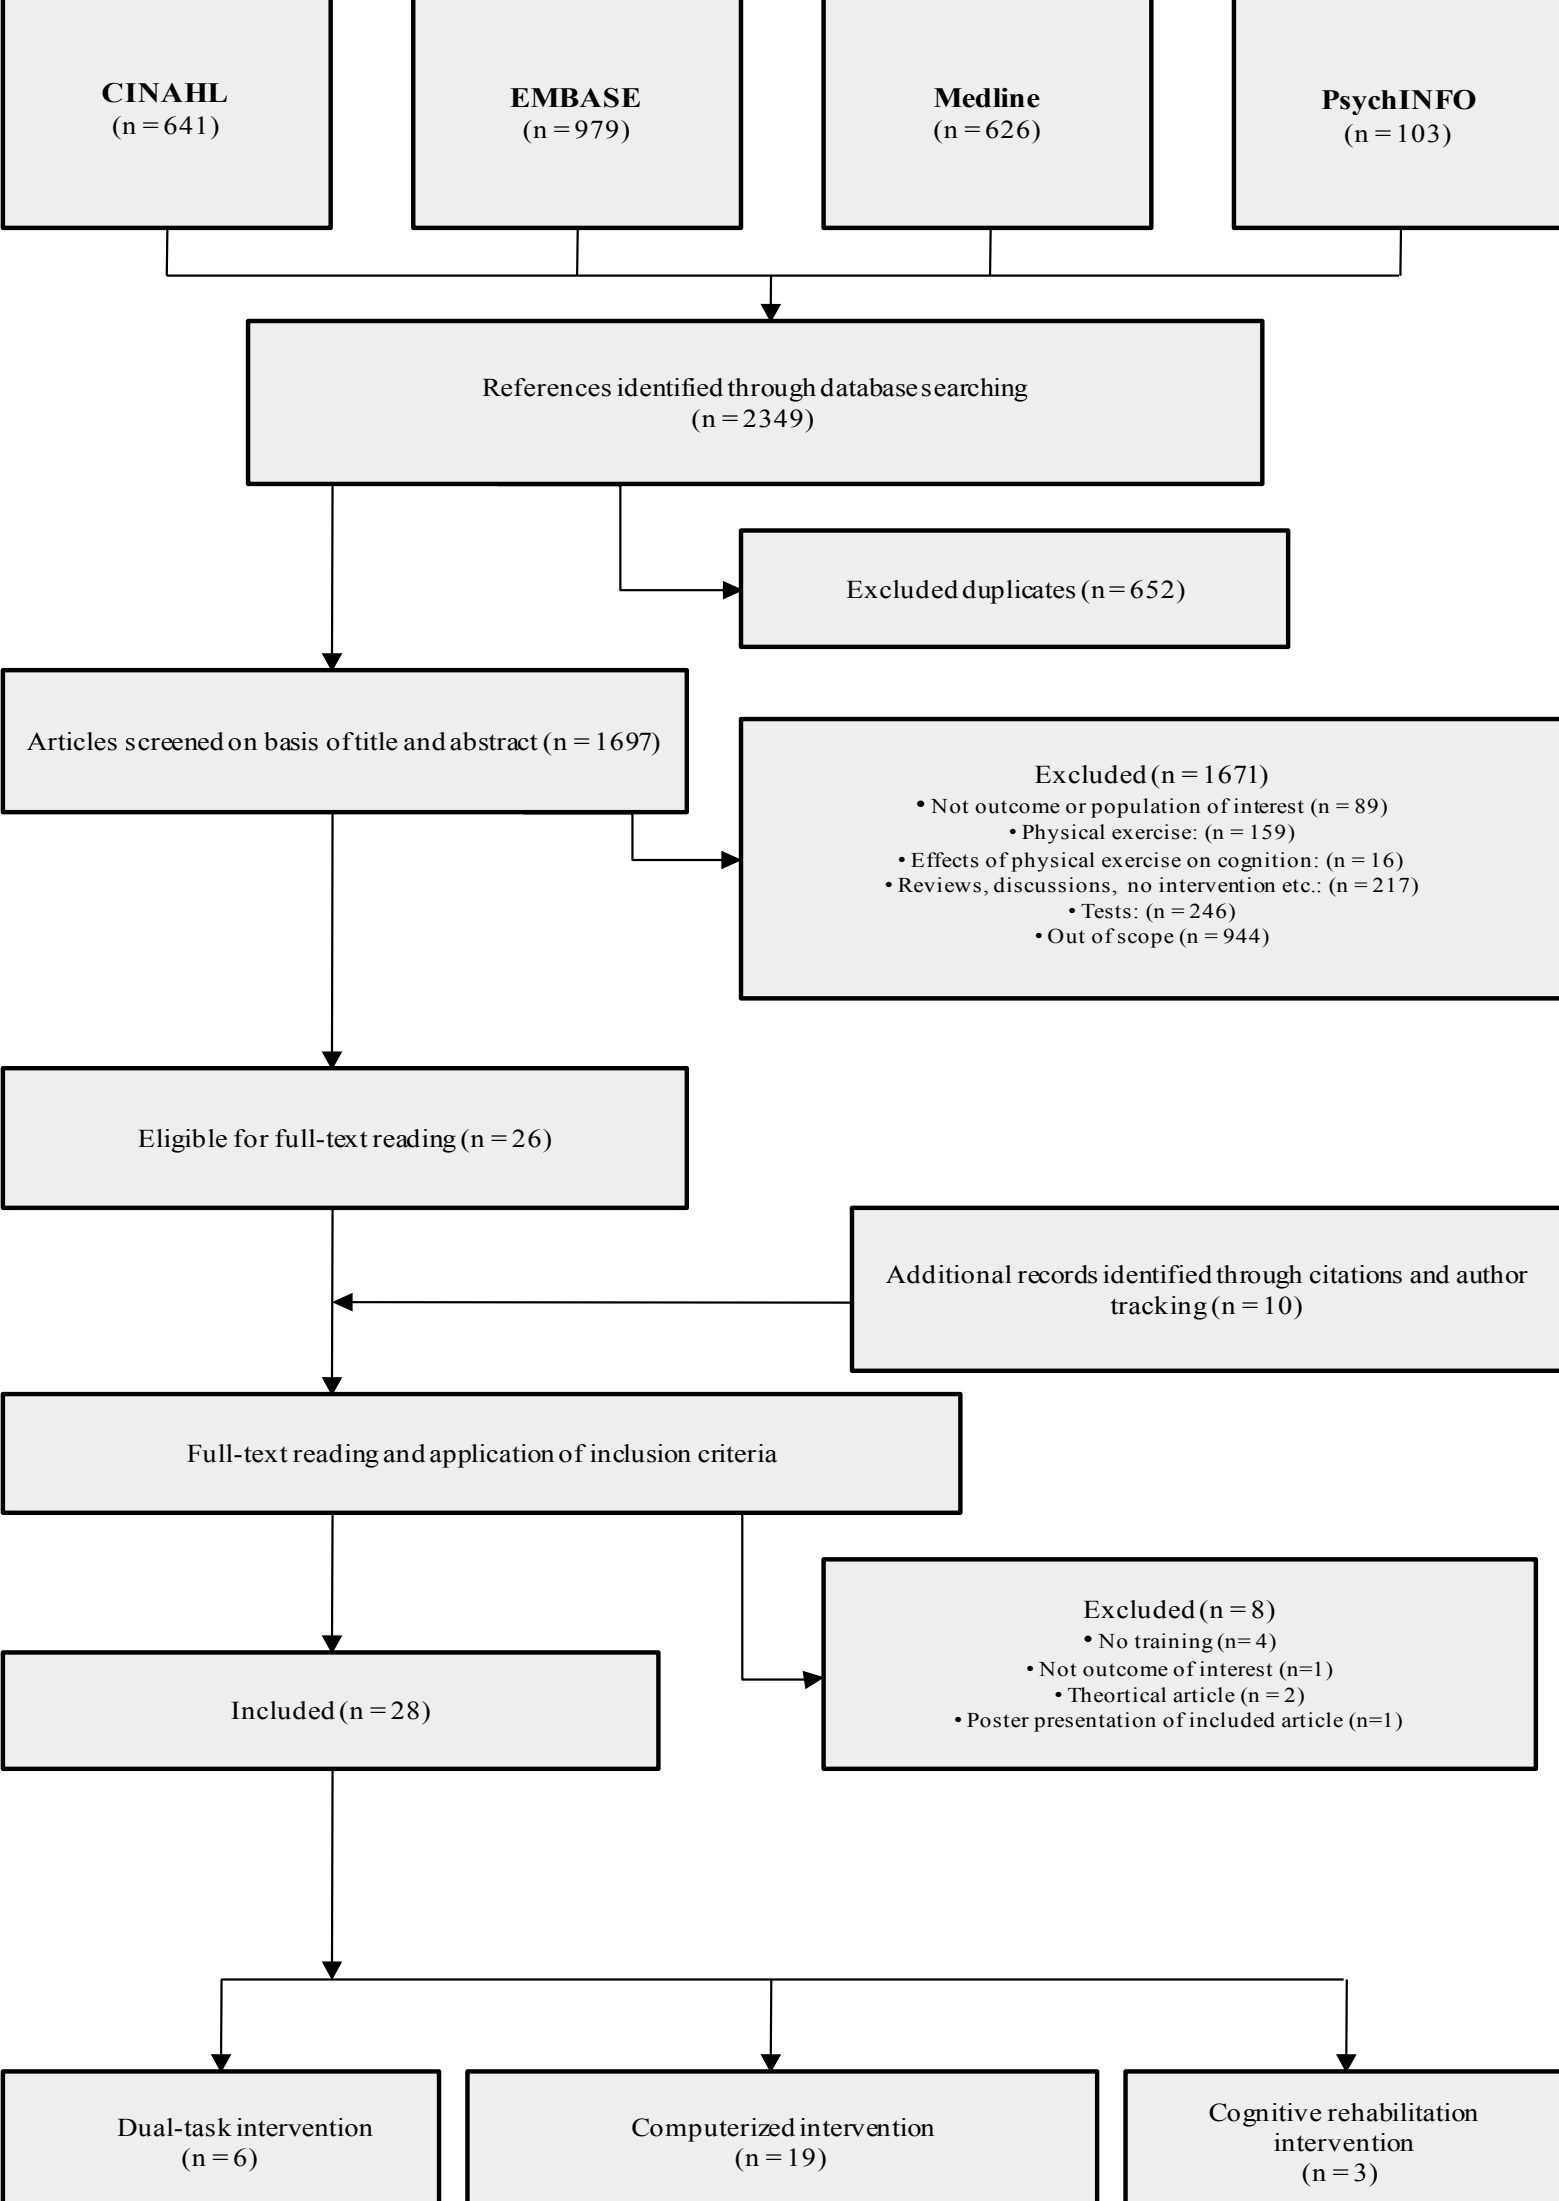 CINAHL
(n = 641)
EMBASE
(n = 979)
Medline
(n = 626)
PsychINFO
(n = 103)
References identified through database searching
(n = 2349)
Excluded duplicates (n = 652)
Articles screened on basis of title and abstract (n = 1697)
Excluded (n = 1671)
• Not outcome or population of interest (n = 89)
• Physical exercise: (n = 159)
• Effects of physical exercise on cognition: (n = 16)
• Reviews, discussions, no intervention etc.: (n = 217)
• Tests: (n = 246)
• Out of scope (n = 944)
Eligible for full-text reading (n = 26)
Additional records identified through citations and author
tracking (n = 10)
Full-text reading and application of inclusion criteria
Excluded (n = 8)
• No training (n= 4)
• Not outcome of interest (n=1)
• Theortical article (n = 2)
• Poster presentation of included article (n=1)
Included (n = 28)
Dual-task intervention
(n = 6)
Computerized intervention
(n = 19)
Cognitive rehabilitation
intervention
(n = 3)